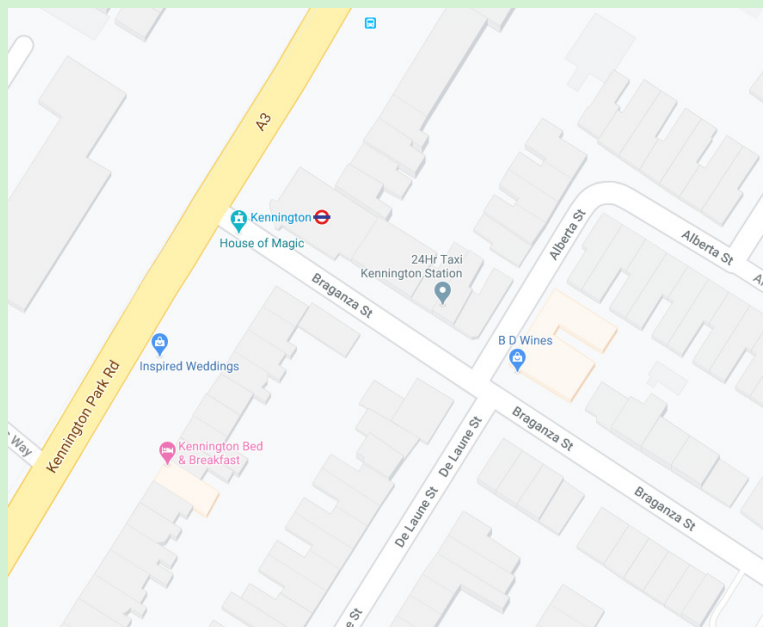 A3
Kennington
House of Magic
Alberta St
Alberta St
24Hr Taxi
Kennington Station
Braganza St
B D Wines
Inspired Weddings
Kennington Park Rd
Braganza St
De Laune St
Way
Kennington Bed
& Breakfast
De Laune St
Braganza St
St